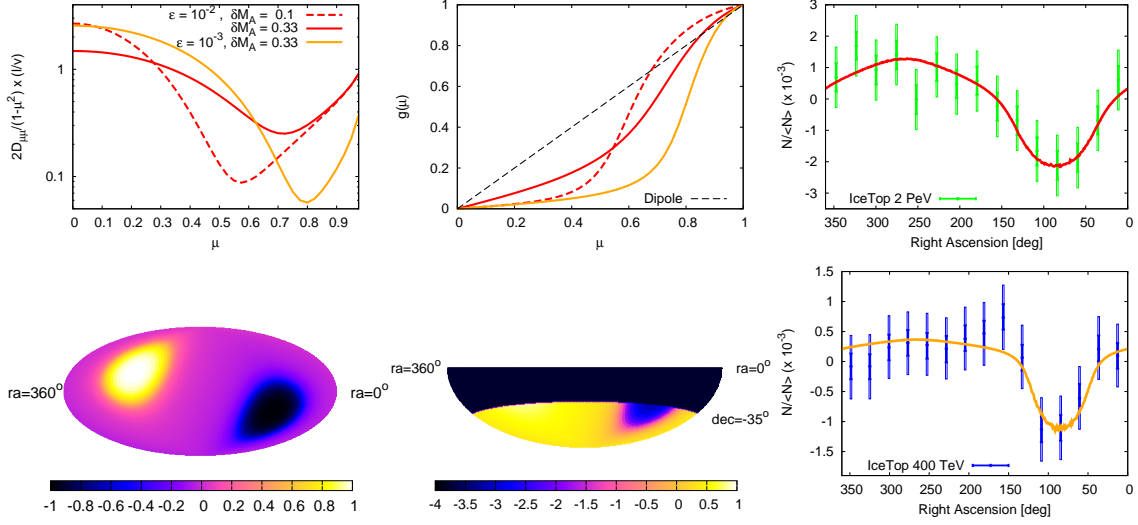 ε = 10⁻² , δM_A = 0.1
δM_A = 0.33
ε = 10⁻³ , δM_A = 0.33
2D_μμ/(1-μ²) x (l/v)
1
0.1
0 0.1 0.2 0.3 0.4 0.5 0.6 0.7 0.8 0.9
μ
g(μ)
1
0.8
0.6
0.4
0.2
0
Dipole
0 0.2 0.4 0.6 0.8 1
μ
N/<N> (x 10⁻³)
3
2
1
0
-1
-2
-3
IceTop 2 PeV
350 300 250 200 150 100 50 0
Right Ascension [deg]
ra=360°
ra=0°
-1 -0.8 -0.6 -0.4 -0.2 0 0.2 0.4 0.6 0.8 1
ra=360°
ra=0°
dec=-35°
-4 -3.5 -3 -2.5 -2 -1.5 -1 -0.5 0 0.5 1
N/<N> (x 10⁻³)
1.5
1
0.5
0
-0.5
-1
-1.5
IceTop 400 TeV
350 300 250 200 150 100 50 0
Right Ascension [deg]